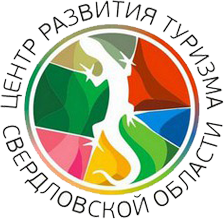 ЦЕНТР РАЗВИТИЯ ТУРИЗМА
СВЕРДЛОВСКОЙ ОБЛАСТИ